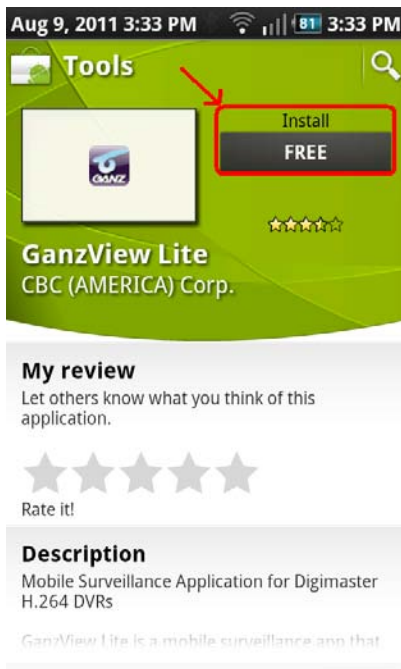 Aug 9, 2011 3:33 PM 81 3:33 PM
Tools
Install
FREE
GANZ
GanzView Lite
CBC (AMERICA) Corp.
My review
Let others know what you think of this
application.
Rate it!
Description
Mobile Surveillance Application for Digimaster
H.264 DVRs
GanzView Lite is a mobile surveillance app that